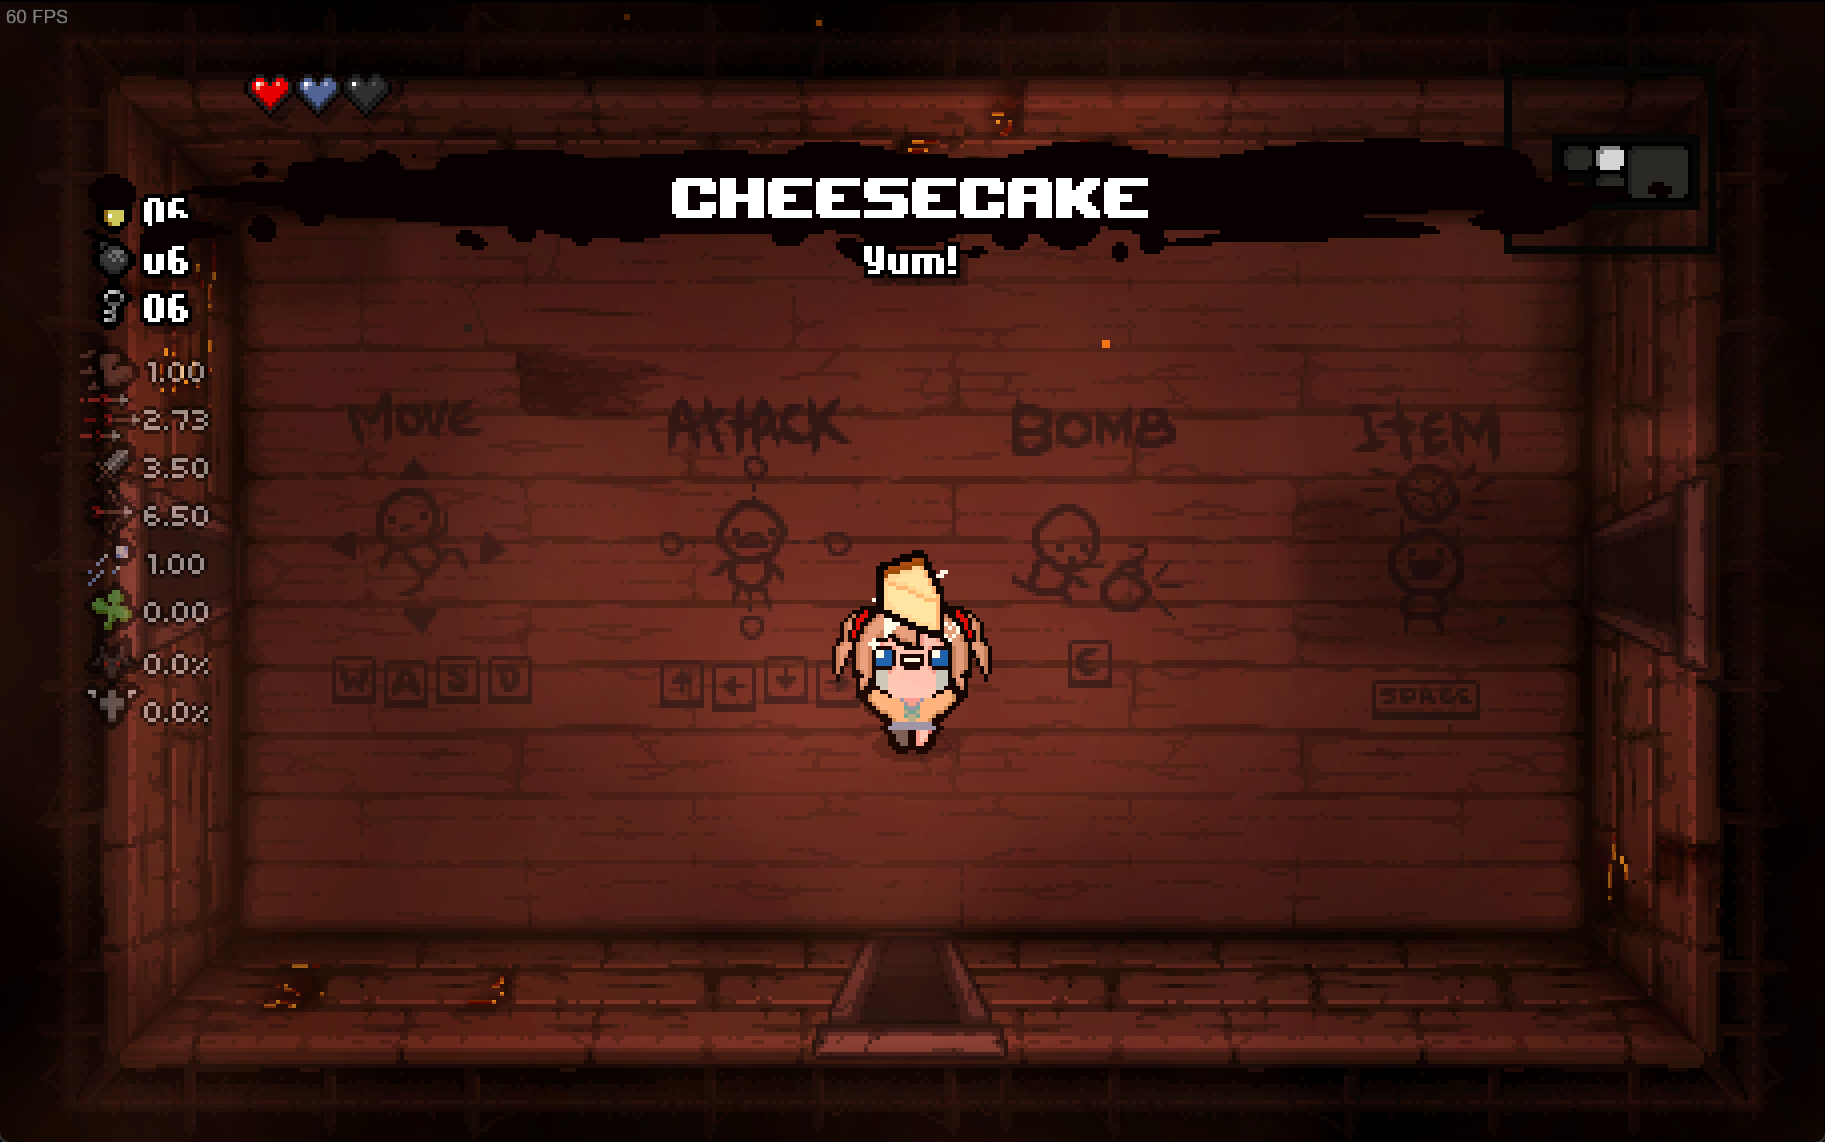 60 FPS
CHEESECAKE
Yum!
06
06
06
1.00
2.73
3.50
6.50
1.00
0.00
0.0%
0.0%
MOVE ATTACK BOMB ITEM
W A S D
C
SPACE